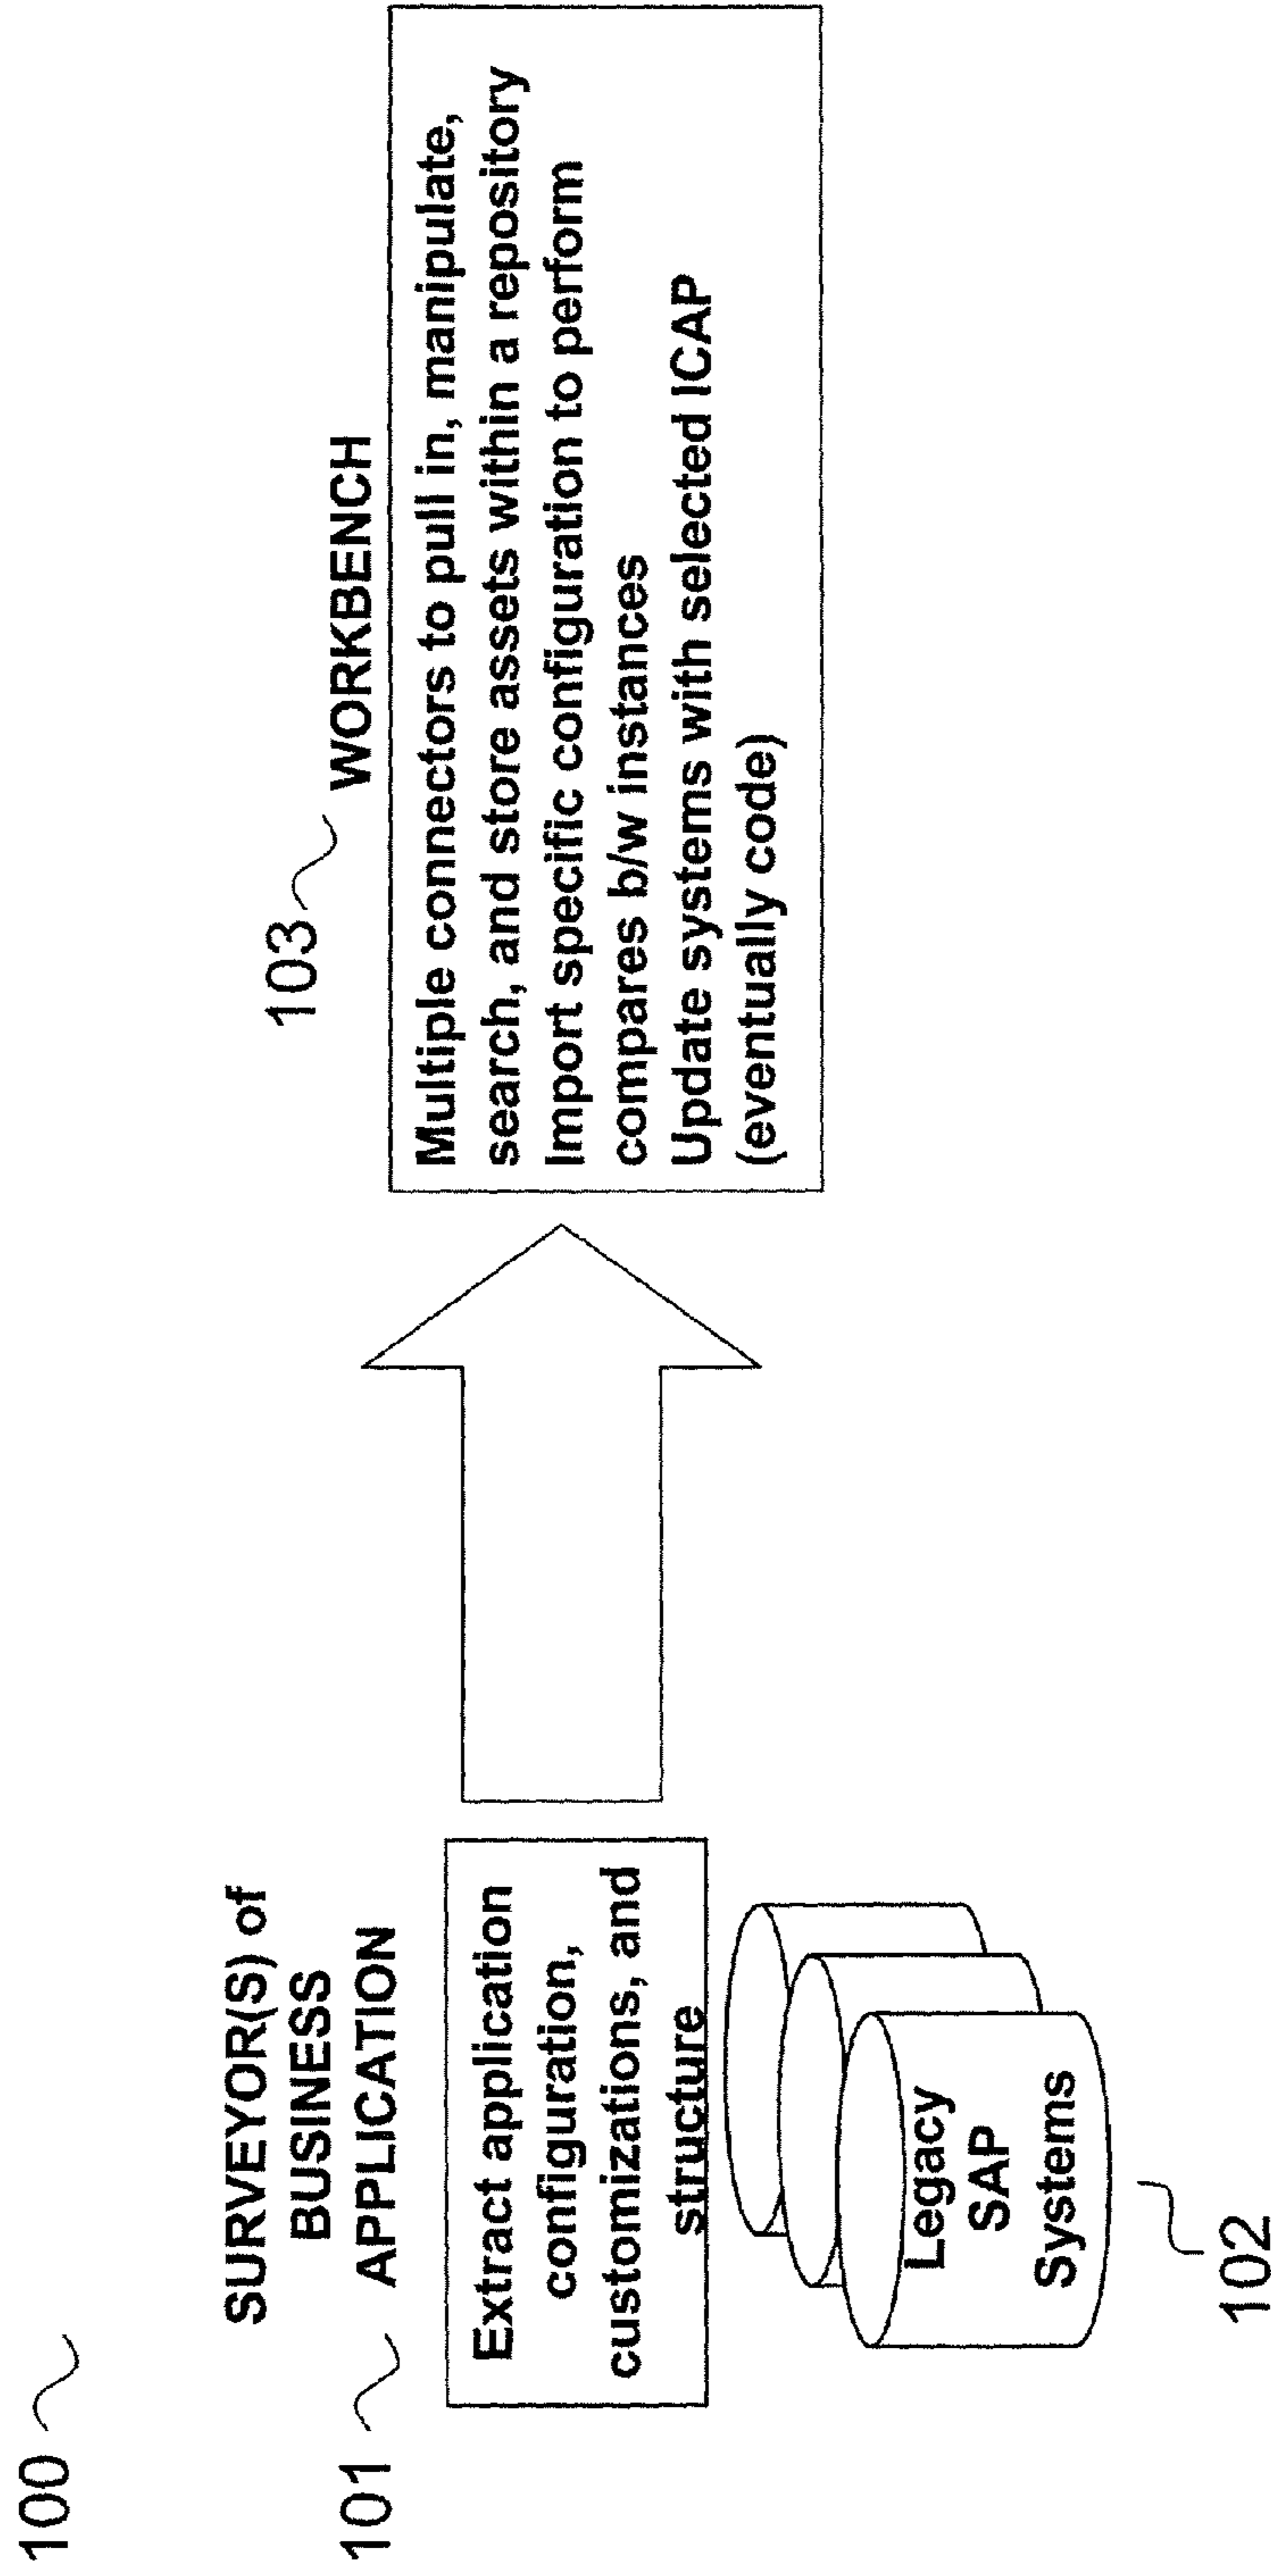 100
SURVEYOR(S) of
BUSINESS
101 APPLICATION
Extract application
configuration,
customizations, and
structure
Legacy
SAP
Systems
102
103
WORKBENCH
Multiple connectors to pull in, manipulate,
search, and store assets within a repository
Import specific configuration to perform
compares b/w instances
Update systems with selected ICAP
(eventually code)